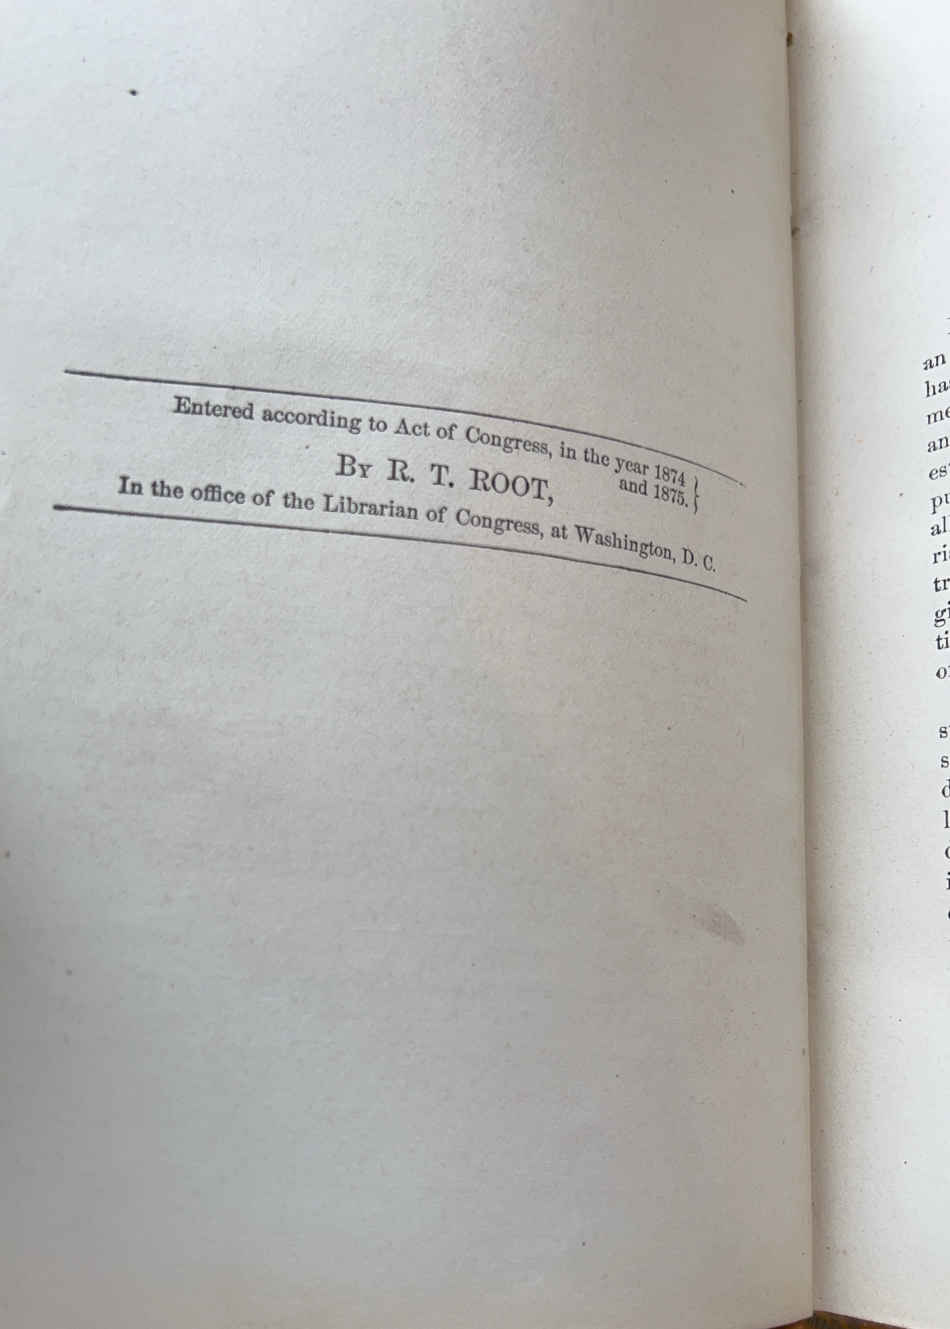 Entered according to Act of Congress, in the year 1874
and 1875.}
By R. T. ROOT,
In the office of the Librarian of Congress, at Washington, D. C.
an